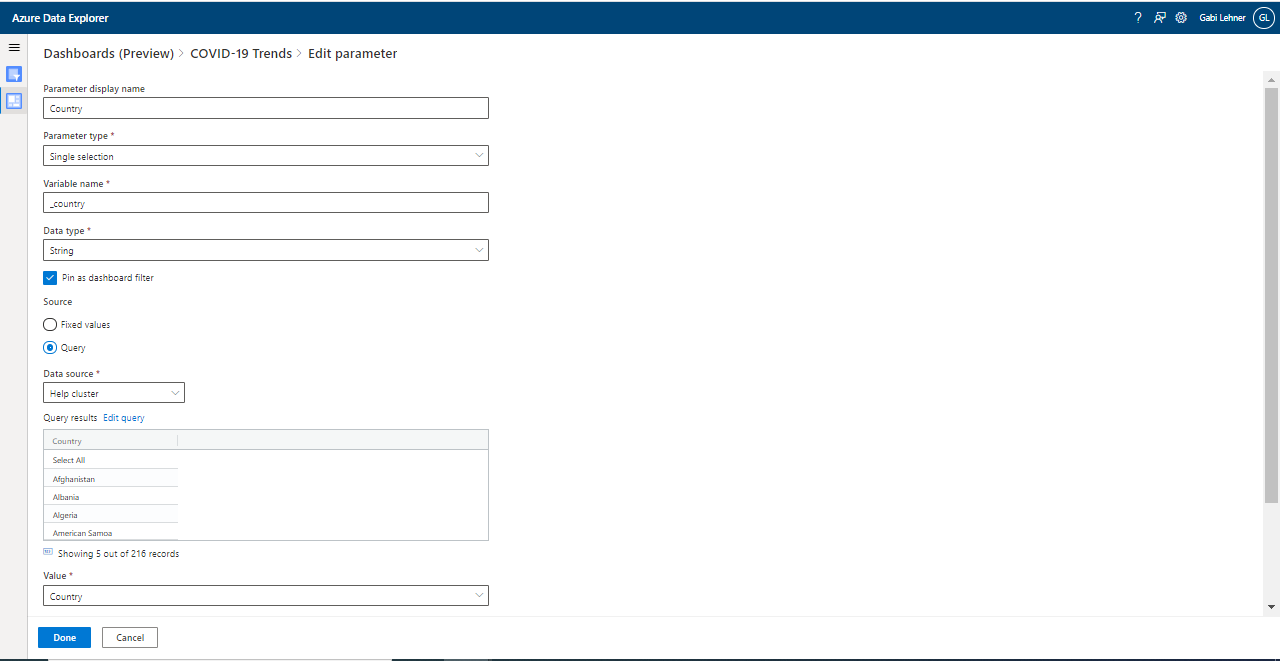 Azure Data Explorer
? Gabi Lehner GL
Dashboards (Preview) > COVID-19 Trends > Edit parameter
Parameter display name
Country
Parameter type *
Single selection
Variable name *
_country
Data type *
String
Pin as dashboard filter
Source
Fixed values
Query
Data source *
Help cluster
Query results Edit query
Country
Select All
Afghanistan
Albania
Algeria
American Samoa
Showing 5 out of 216 records
Value *
Country
Done Cancel